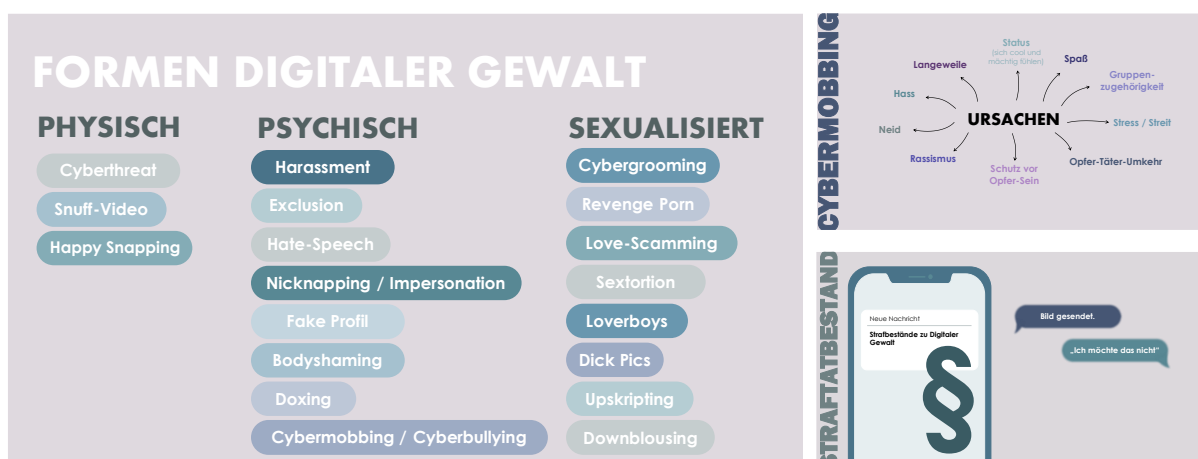 FORMEN DIGITALER GEWALT
PHYSISCH
Cyberthreat
Snuff-Video
Happy Snapping
PSYCHISCH
Harassment
Exclusion
Hate-Speech
Nicknapping / Impersonation
Fake Profil
Bodyshaming
Doxing
Cybermobbing / Cyberbullying
SEXUALISIERT
Cybergrooming
Revenge Porn
Love-Scamming
Sextortion
Loverboys
Dick Pics
Upskripting
Downblousing
CYBERMOBBING
Status
(sich cool und
mächtig fühlen)
Langeweile
Spaß
Gruppen-
zugehörigkeit
Hass
URSACHEN
Stress / Streit
Neid
Rassismus
Schutz vor
Opfer-Sein
Opfer-Täter-Umkehr
STRAFTATBESTAND
Neue Nachricht
Strafbestände zu Digitaler
Gewalt
§
Bild gesendet.
„Ich möchte das nicht“